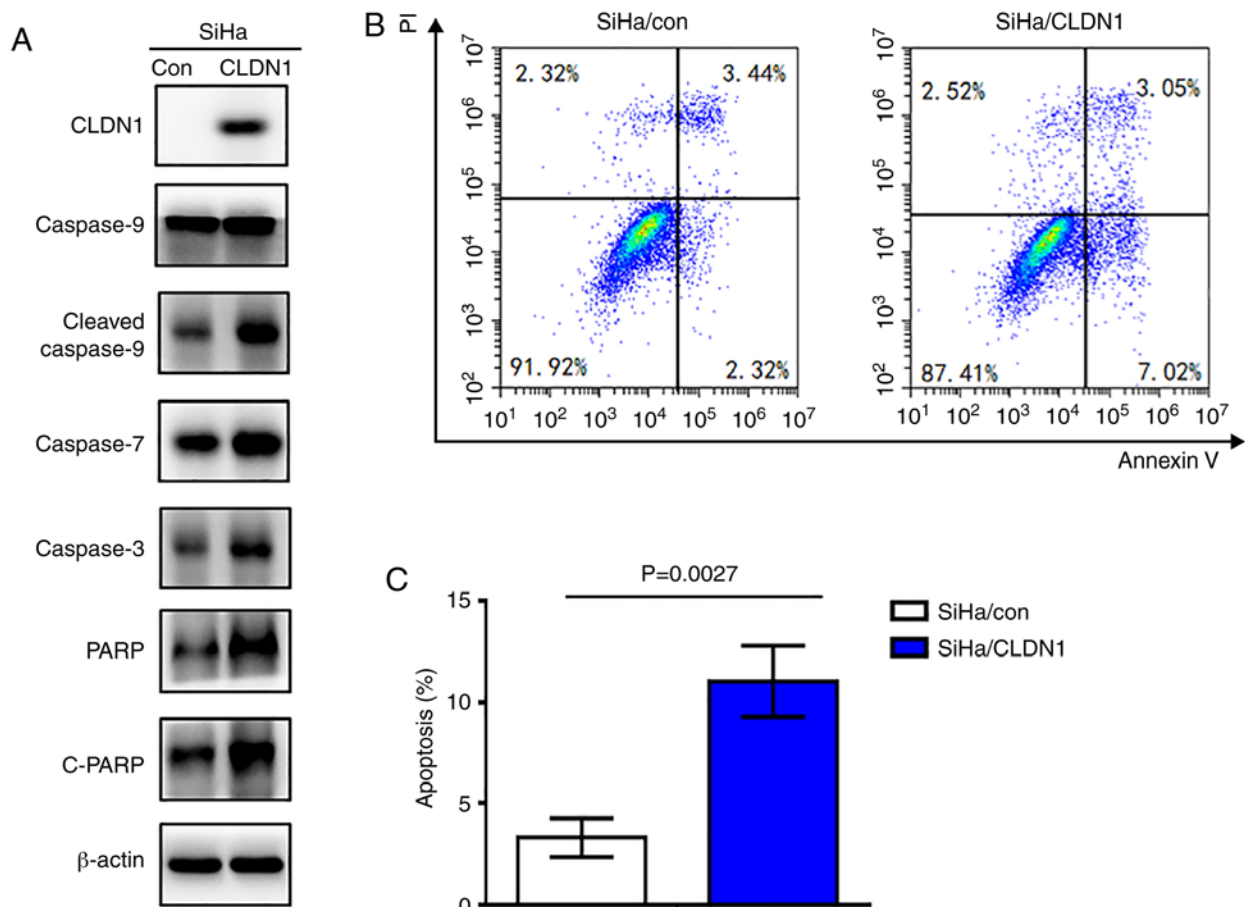 A
SiHa
Con CLDN1
CLDN1
Caspase-9
Cleaved
caspase-9
Caspase-7
Caspase-3
PARP
C-PARP
β-actin
B
PI
SiHa/con
10⁷
10⁶
10⁵
10⁴
10³
10²
2.32% 3.44%
91.92% 2.32%
10¹ 10² 10³ 10⁴ 10⁵ 10⁶ 10⁷
SiHa/CLDN1
10⁷
10⁶
10⁵
10⁴
10³
10²
2.52% 3.05%
87.41% 7.02%
10¹ 10² 10³ 10⁴ 10⁵ 10⁶ 10⁷
Annexin V
C
P=0.0027
Apoptosis (%)
15
10
5
0
SiHa/con
SiHa/CLDN1